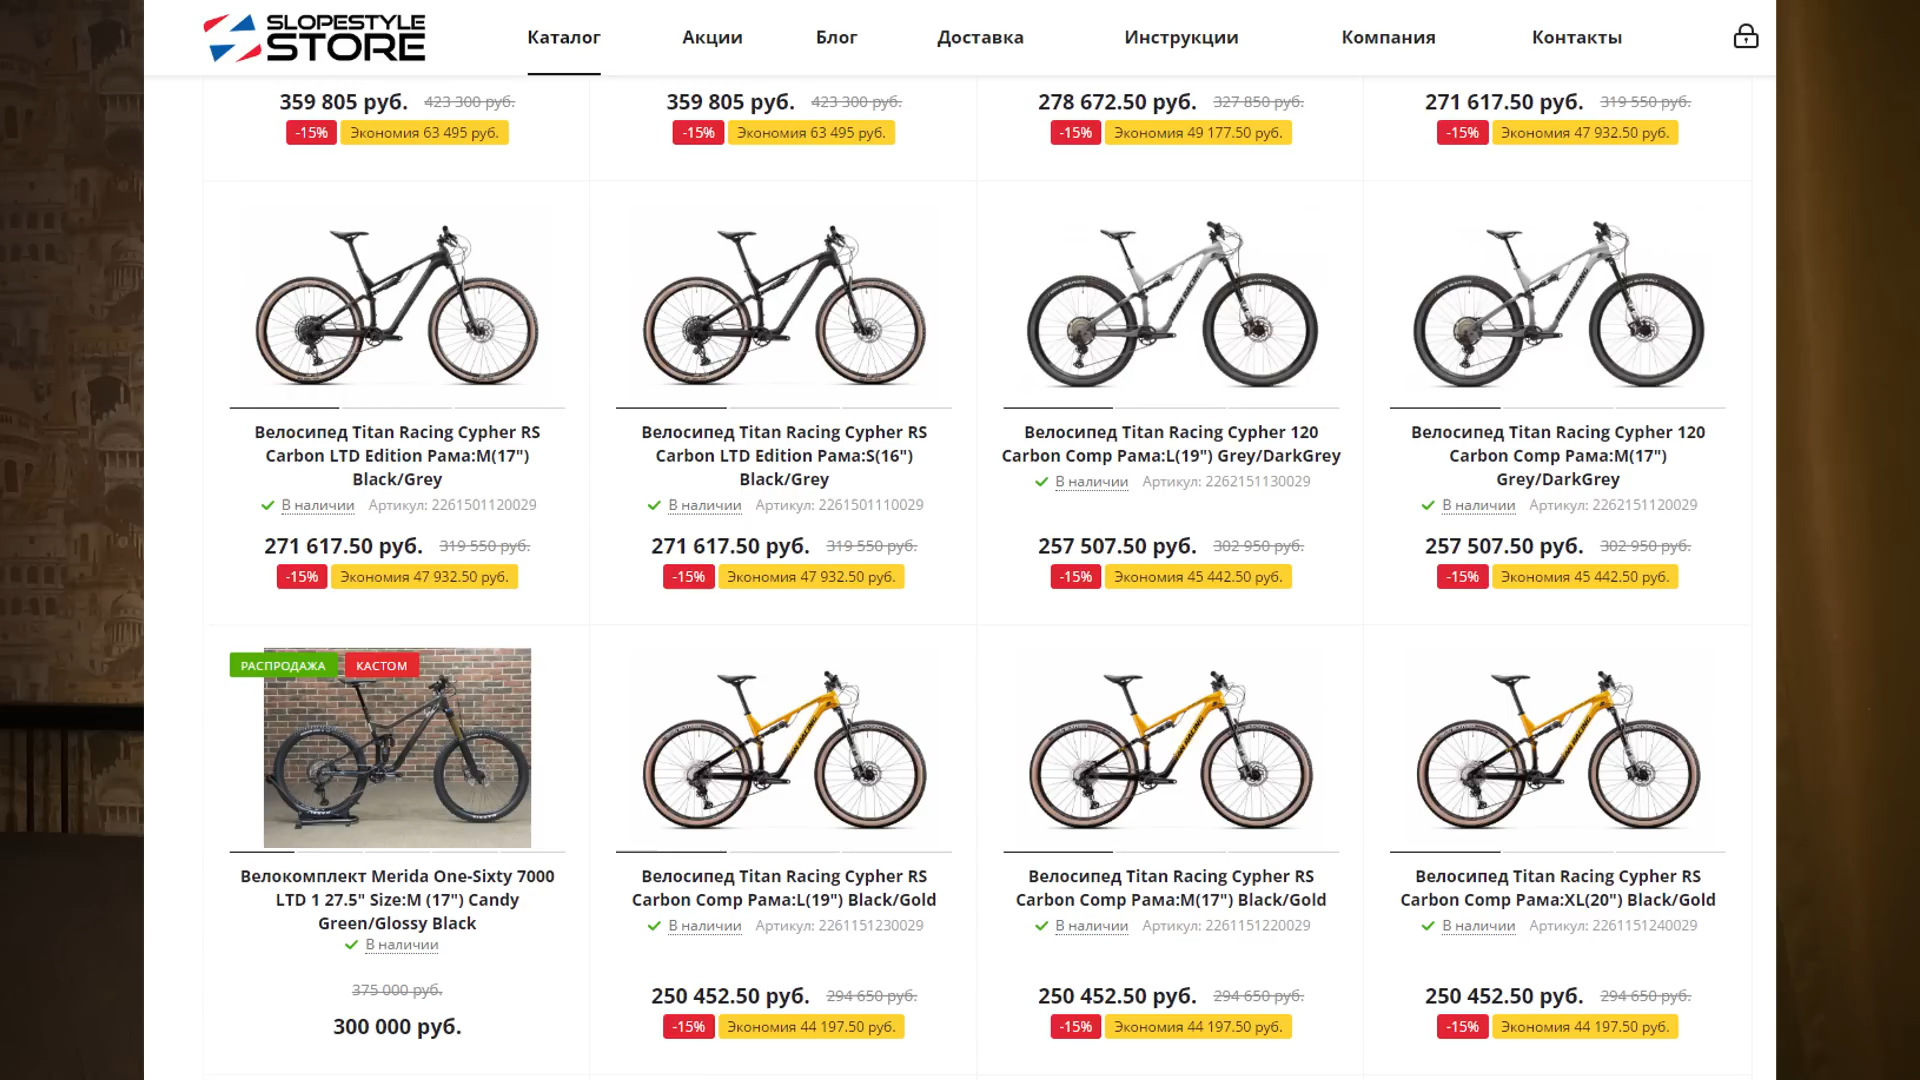 SLOPESTYLE
STORE
Каталог Акции Блог Доставка Инструкции Компания Контакты
359 805 руб. 423 300 руб.
-15% Экономия 63 495 руб.
359 805 руб. 423 300 руб.
-15% Экономия 63 495 руб.
278 672.50 руб. 327 850 руб.
-15% Экономия 49 177.50 руб.
271 617.50 руб. 319 550 руб.
-15% Экономия 47 932.50 руб.
Велосипед Titan Racing Cypher RS
Carbon LTD Edition Рама:M(17")
Black/Grey
В наличии Артикул: 2261501120029
271 617.50 руб. 319 550 руб.
-15% Экономия 47 932.50 руб.
Велосипед Titan Racing Cypher RS
Carbon LTD Edition Рама:S(16")
Black/Grey
В наличии Артикул: 2261501110029
271 617.50 руб. 319 550 руб.
-15% Экономия 47 932.50 руб.
Велосипед Titan Racing Cypher 120
Carbon Comp Рама:L(19") Grey/DarkGrey
В наличии Артикул: 2262151130029
257 507.50 руб. 302 950 руб.
-15% Экономия 45 442.50 руб.
Велосипед Titan Racing Cypher 120
Carbon Comp Рама:M(17")
Grey/DarkGrey
В наличии Артикул: 2262151120029
257 507.50 руб. 302 950 руб.
-15% Экономия 45 442.50 руб.
РАСПРОДАЖА КАСТОМ
Велокомплект Merida One-Sixty 7000
LTD 1 27.5" Size:M (17") Candy
Green/Glossy Black
В наличии
375 000 руб.
300 000 руб.
Велосипед Titan Racing Cypher RS
Carbon Comp Рама:L(19") Black/Gold
В наличии Артикул: 2261151230029
250 452.50 руб. 294 650 руб.
-15% Экономия 44 197.50 руб.
Велосипед Titan Racing Cypher RS
Carbon Comp Рама:M(17") Black/Gold
В наличии Артикул: 2261151220029
250 452.50 руб. 294 650 руб.
-15% Экономия 44 197.50 руб.
Велосипед Titan Racing Cypher RS
Carbon Comp Рама:XL(20") Black/Gold
В наличии Артикул: 2261151240029
250 452.50 руб. 294 650 руб.
-15% Экономия 44 197.50 руб.